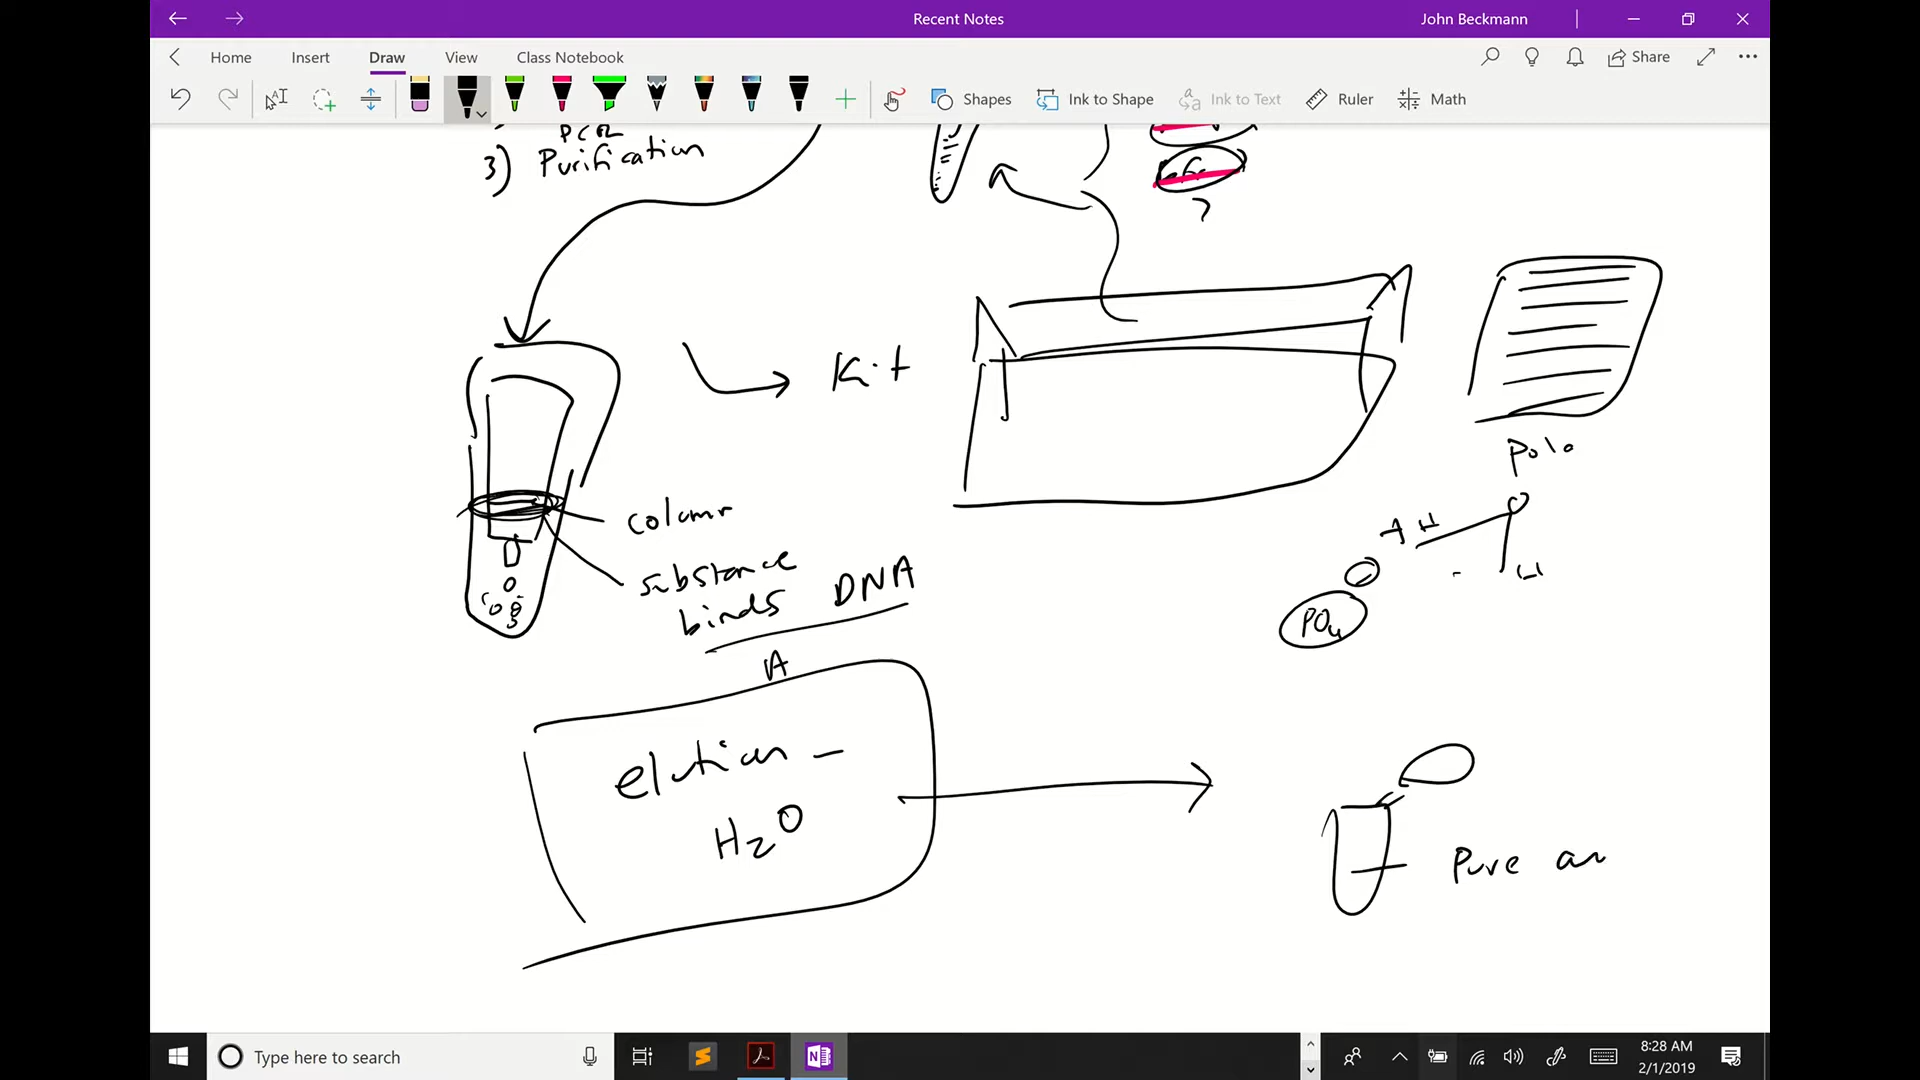 Recent Notes
John Beckmann
Home Insert Draw View Class Notebook
Share
Shapes Ink to Shape Ink to Text Ruler Math
PCR
3) Purification
?
Kit
Polo
column
substance
binds DNA
H
O
H
PO4
A
elution -
H2O
Pure an
Type here to search
8:28 AM
2/1/2019